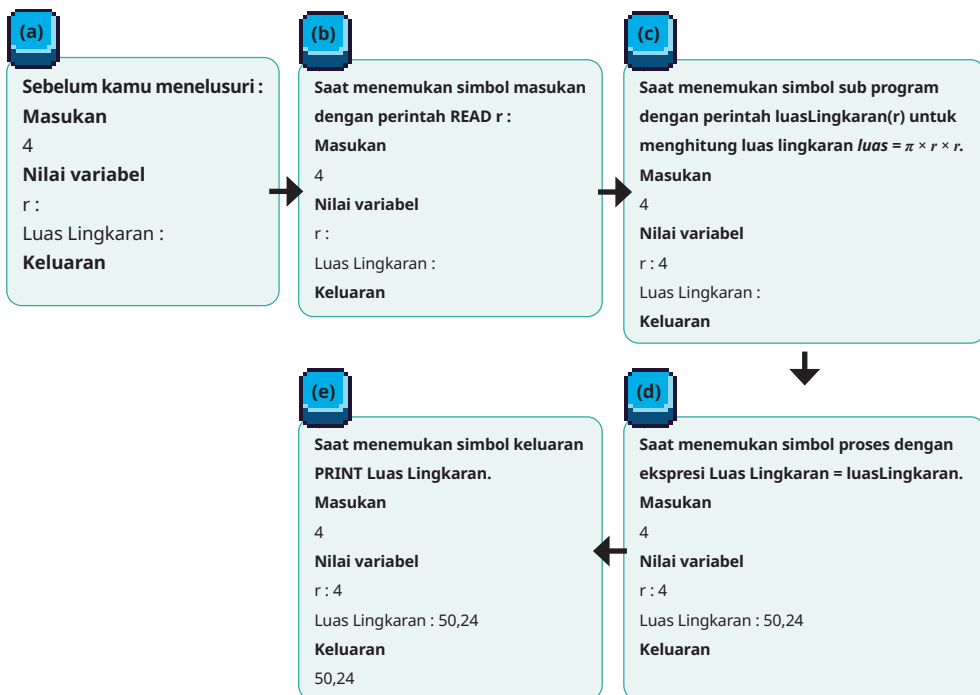 (a)
Sebelum kamu menelusuri :
Masukan
4
Nilai variabel
r :
Luas Lingkaran :
Keluaran
(b)
Saat menemukan simbol masukan
dengan perintah READ r :
Masukan
4
Nilai variabel
r :
Luas Lingkaran :
Keluaran
(c)
Saat menemukan simbol sub program
dengan perintah luasLingkaran(r) untuk
menghitung luas lingkaran luas = π × r × r.
Masukan
4
Nilai variabel
r : 4
Luas Lingkaran :
Keluaran
(d)
Saat menemukan simbol proses dengan
ekspresi Luas Lingkaran = luasLingkaran.
Masukan
4
Nilai variabel
r : 4
Luas Lingkaran : 50,24
Keluaran
(e)
Saat menemukan simbol keluaran
PRINT Luas Lingkaran.
Masukan
4
Nilai variabel
r : 4
Luas Lingkaran : 50,24
Keluaran
50,24